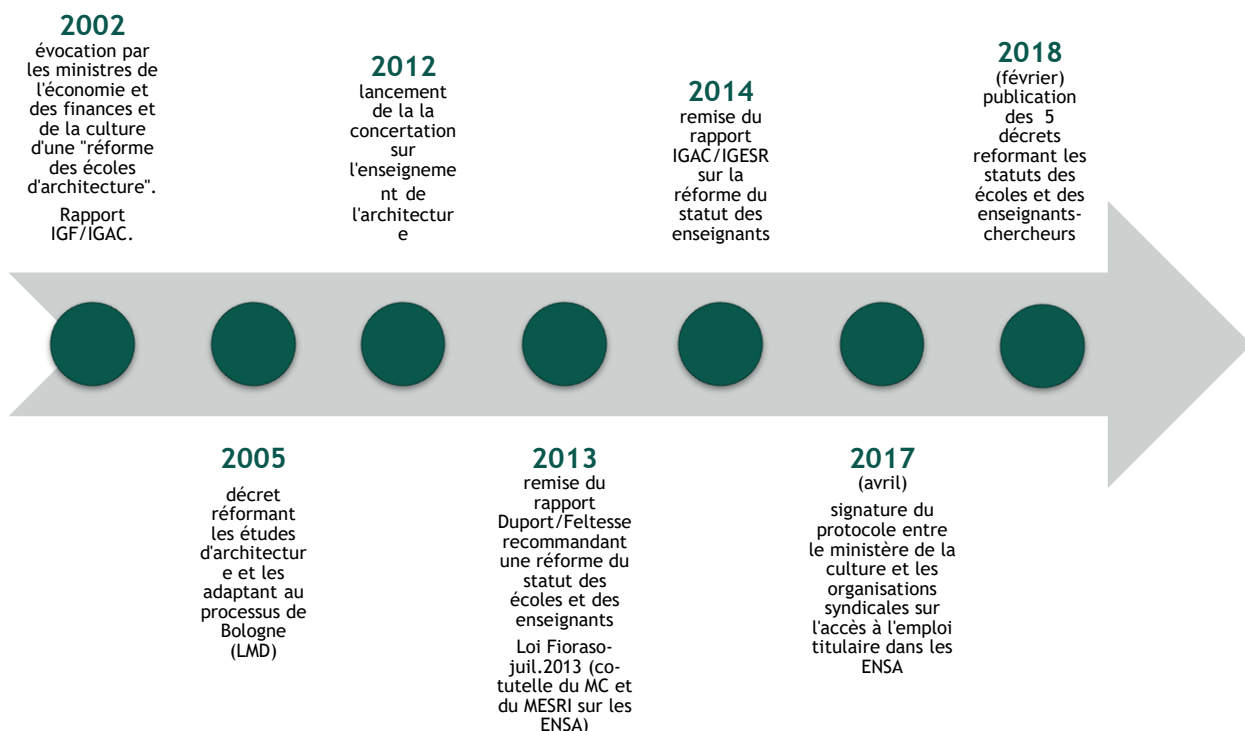 2002
évocation par
les ministres de
l'économie et
des finances et
de la culture
d'une "réforme
des écoles
d'architecture".
Rapport
IGF/IGAC.
2005
décret
réformant
les études
d'architectur
e et les
adaptant au
processus de
Bologne
(LMD)
2012
lancement
de la la
concertation
sur
l'enseigneme
nt de
l'architectur
e
2013
remise du
rapport
Duport/Feltesse
recommandant
une réforme du
statut des
écoles et des
enseignants
Loi Fioraso-
juil.2013 (co-
tutelle du MC et
du MESRI sur les
ENSA)
2014
remise du
rapport
IGAC/IGESR
sur la
réforme du
statut des
enseignants
2017
(avril)
signature du
protocole entre
le ministère de la
culture et les
organisations
syndicales sur
l'accès à l'emploi
titulaire dans les
ENSA
2018
(février)
publication
des 5
décrets
reformant les
statuts des
écoles et des
enseignants-
chercheurs